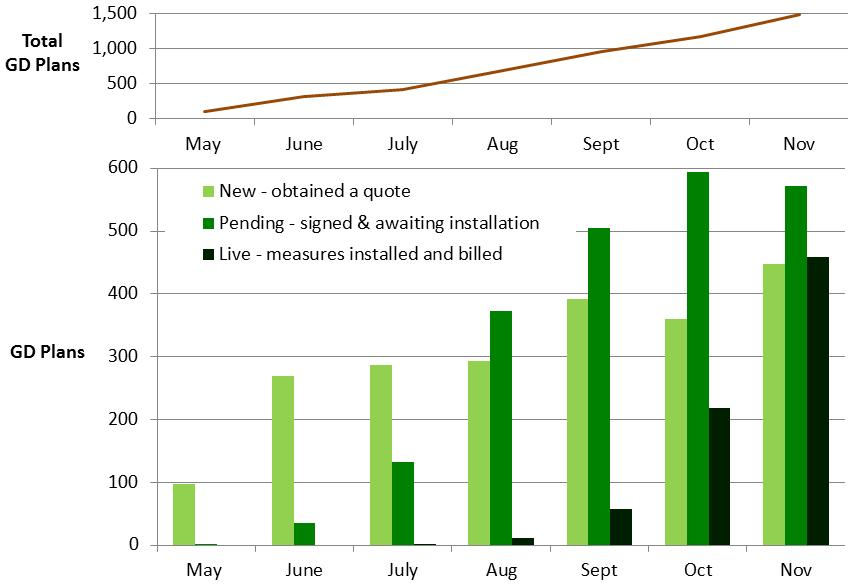 Total
GD Plans
1,500
1,000
500
0
May June July Aug Sept Oct Nov
GD Plans
600
500
400
300
200
100
0
New - obtained a quote
Pending - signed & awaiting installation
Live - measures installed and billed
May June July Aug Sept Oct Nov